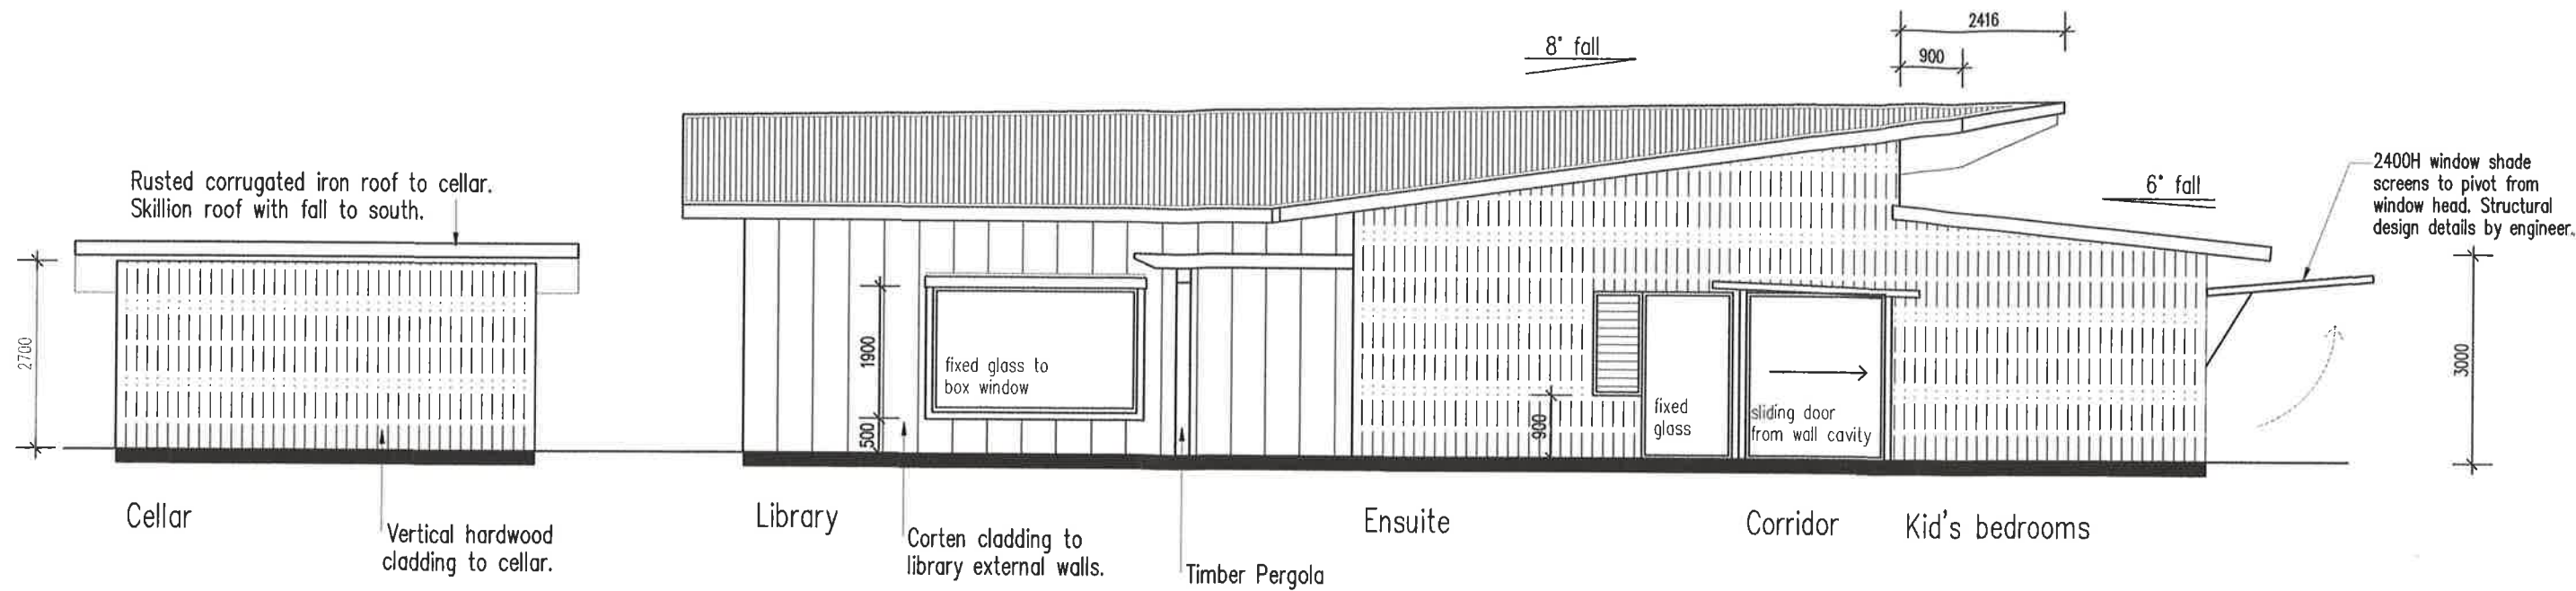 2416
8° fall
900
2400H window shade
screens to pivot from
window head. Structural
design details by engineer.
Rusted corrugated iron roof to cellar.
Skillion roof with fall to south.
6° fall
2700
1900
fixed glass to
box window
3000
500
900
fixed
glass
sliding door
from wall cavity
Cellar
Library
Ensuite
Corridor
Kid's bedrooms
Vertical hardwood
cladding to cellar.
Corten cladding to
library external walls.
Timber Pergola